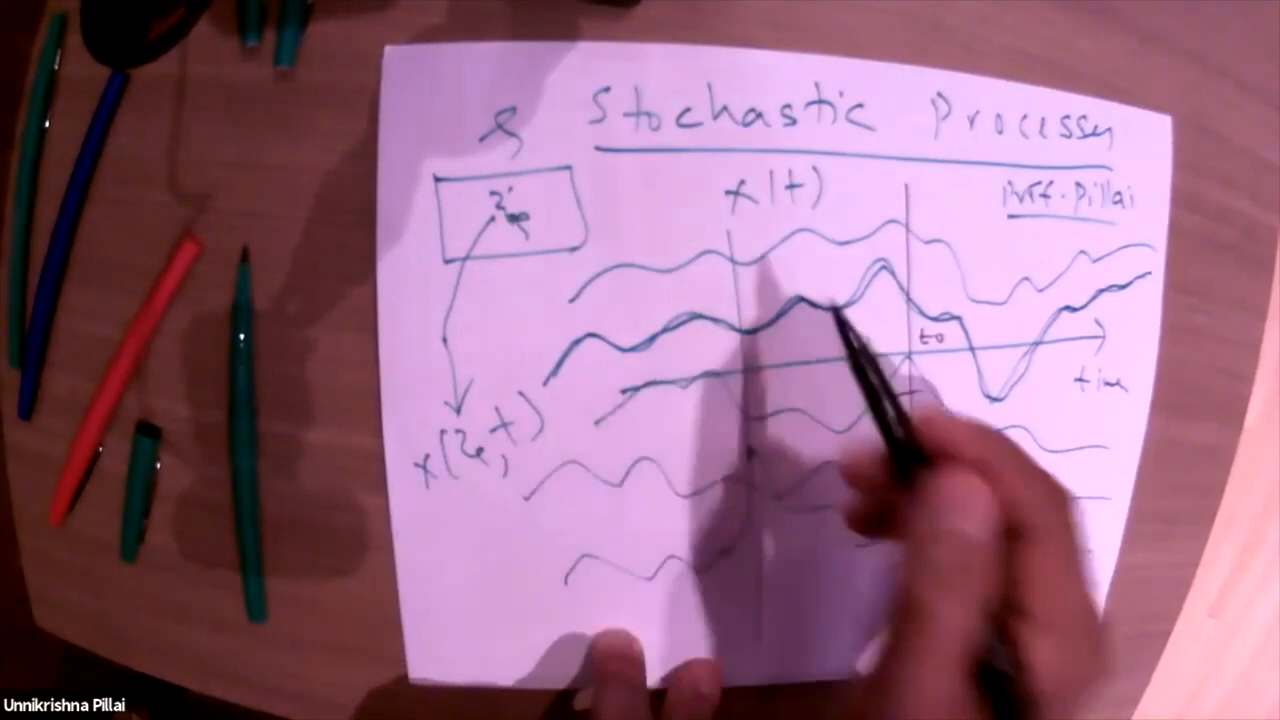 Stochastic Processes
Prof. Pillai
x(t)
t0
time
x(ξ, t)
Unnikrishna Pillai